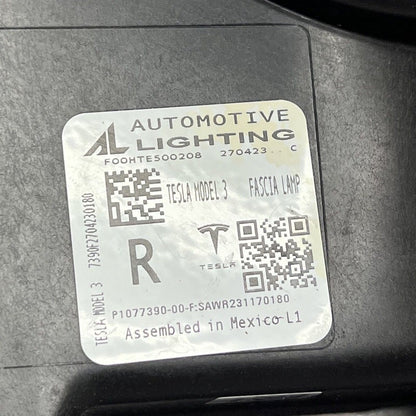 AL AUTOMOTIVE
LIGHTING
F00HTE500208 270423.. C
TESLA MODEL 3 FASCIA LAMP
TESLA MODEL 3 7390F2704230180
R
TESLA
P1077390-00-F:SAWR231170180
Assembled in Mexico L1